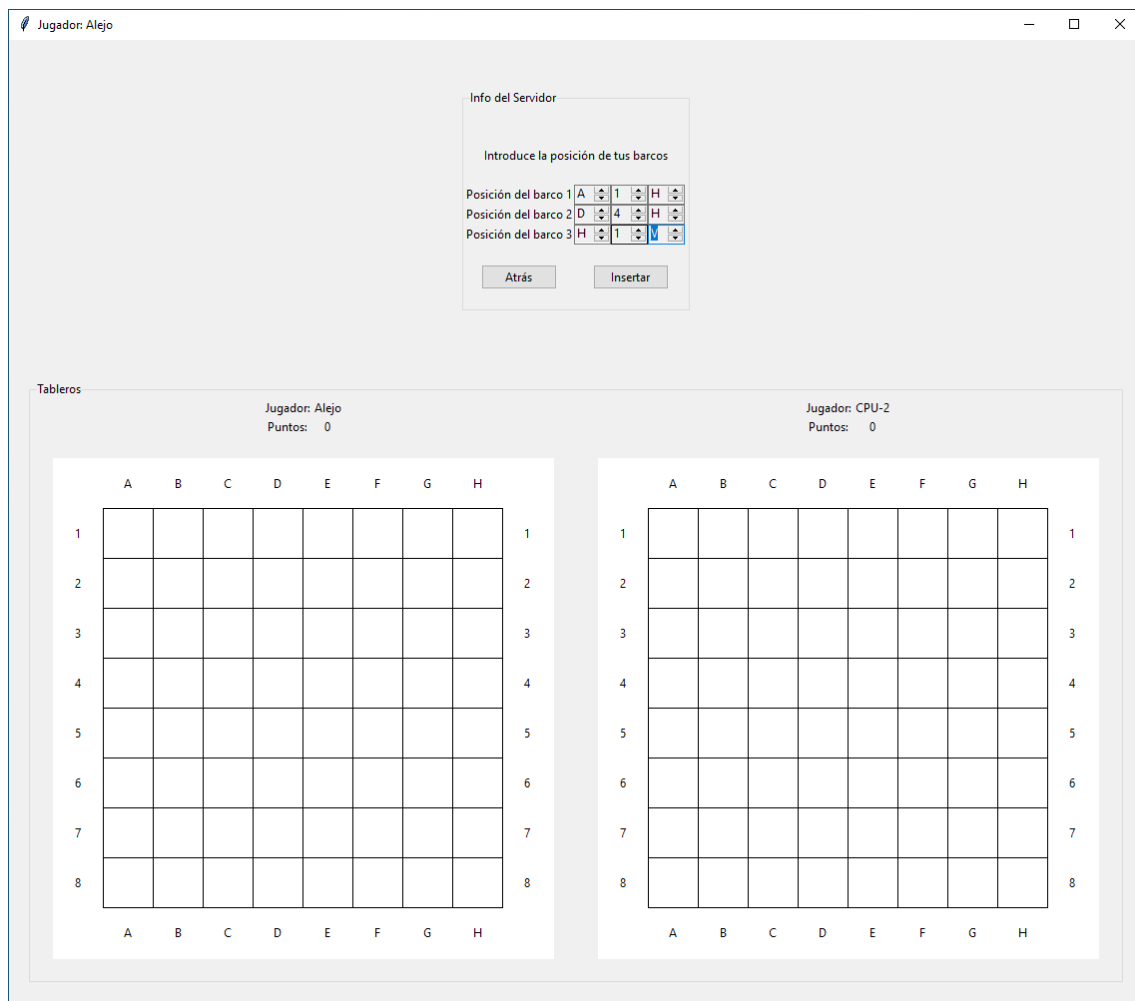 Jugador: Alejo
Info del Servidor
Introduce la posición de tus barcos
Posición del barco 1 A 1 H
Posición del barco 2 D 4 H
Posición del barco 3 H 1 V
Atrás Insertar
Tableros
Jugador: Alejo
Puntos: 0
A B C D E F G H
1 1
2 2
3 3
4 4
5 5
6 6
7 7
8 8
A B C D E F G H
Jugador: CPU-2
Puntos: 0
A B C D E F G H
1 1
2 2
3 3
4 4
5 5
6 6
7 7
8 8
A B C D E F G H